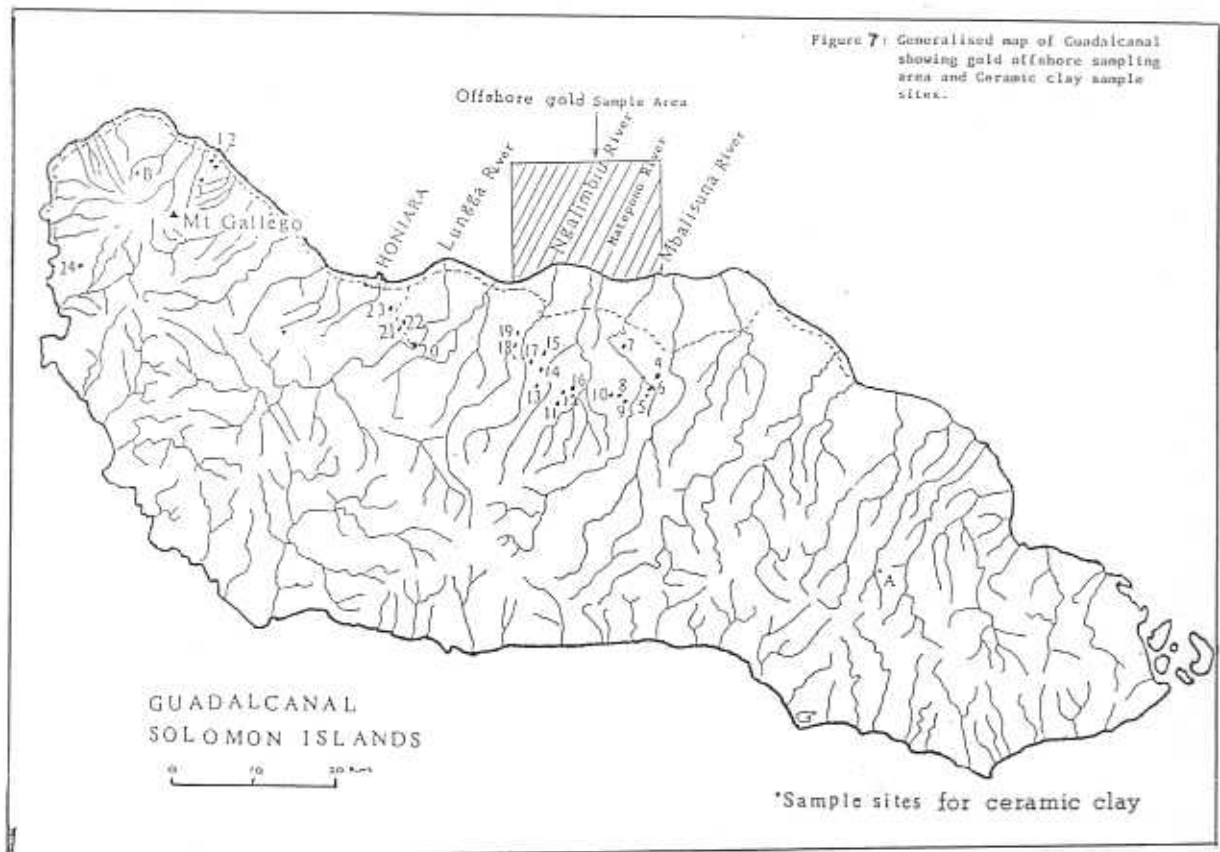 Figure 7: Generalised map of Guadalcanal
showing gold offshore sampling
area and Ceramic clay sample
sites.
Offshore gold Sample Area
HONIARA
Lungga River
Ngalimbiu River
Matepono River
Mbalisuna River
12
B
Mt Gallego
24
23
22
21
20
19
18
17
15
14
13
16
12
11
10
8
9
7
4
6
5
A
GUADALCANAL
SOLOMON ISLANDS
0 10 20 Kms
*Sample sites for ceramic clay